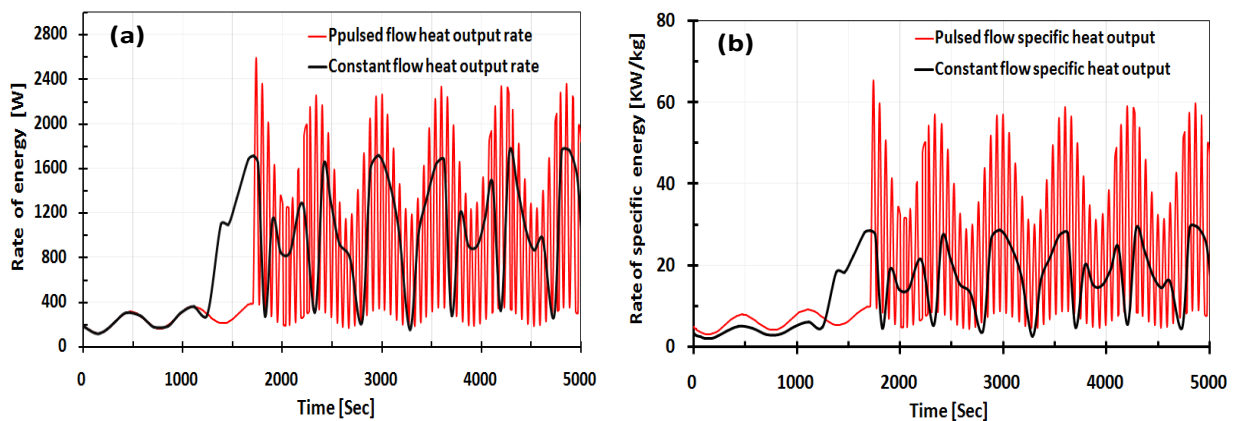 (a)
Ppulsed flow heat output rate
Constant flow heat output rate
Rate of energy [W]
2800
2400
2000
1600
1200
800
400
0
0 1000 2000 3000 4000 5000
Time [Sec]
(b)
Pulsed flow specific heat output
Constant flow specific heat output
Rate of specific energy [KW/kg]
80
60
40
20
0
0 1000 2000 3000 4000 5000
Time [Sec]